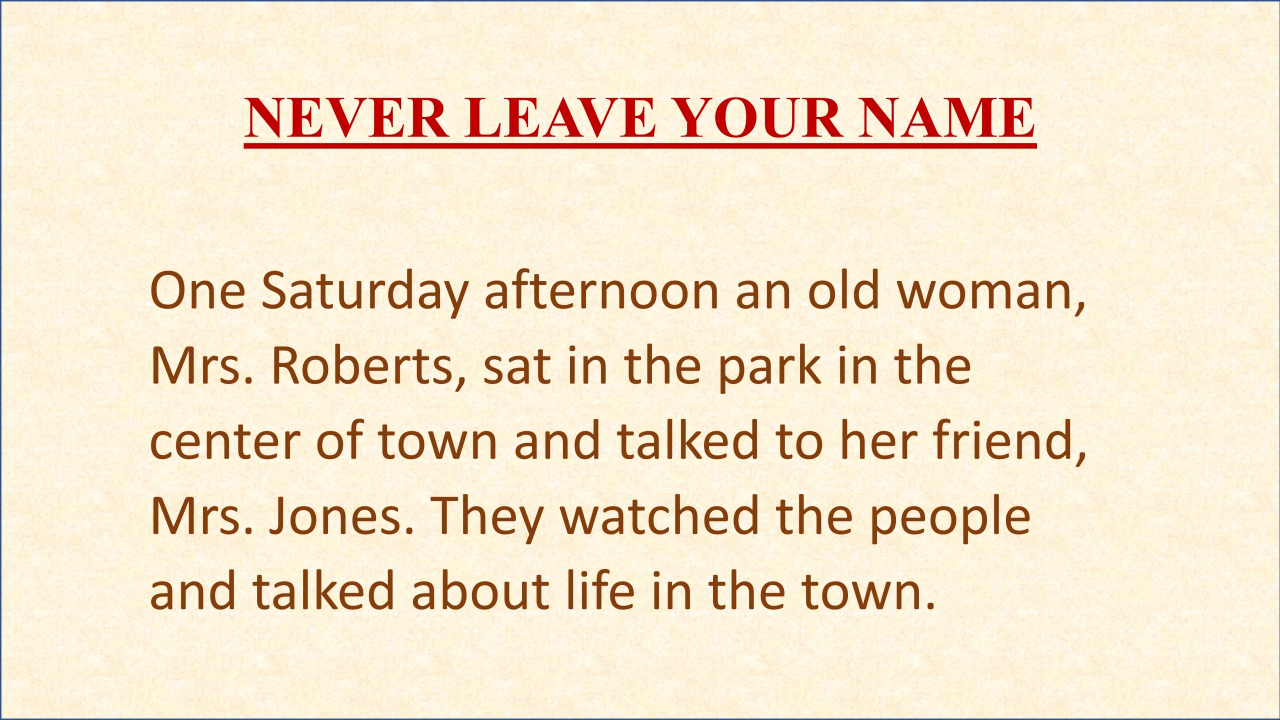 NEVER LEAVE YOUR NAME
One Saturday afternoon an old woman,
Mrs. Roberts, sat in the park in the
center of town and talked to her friend,
Mrs. Jones. They watched the people
and talked about life in the town.